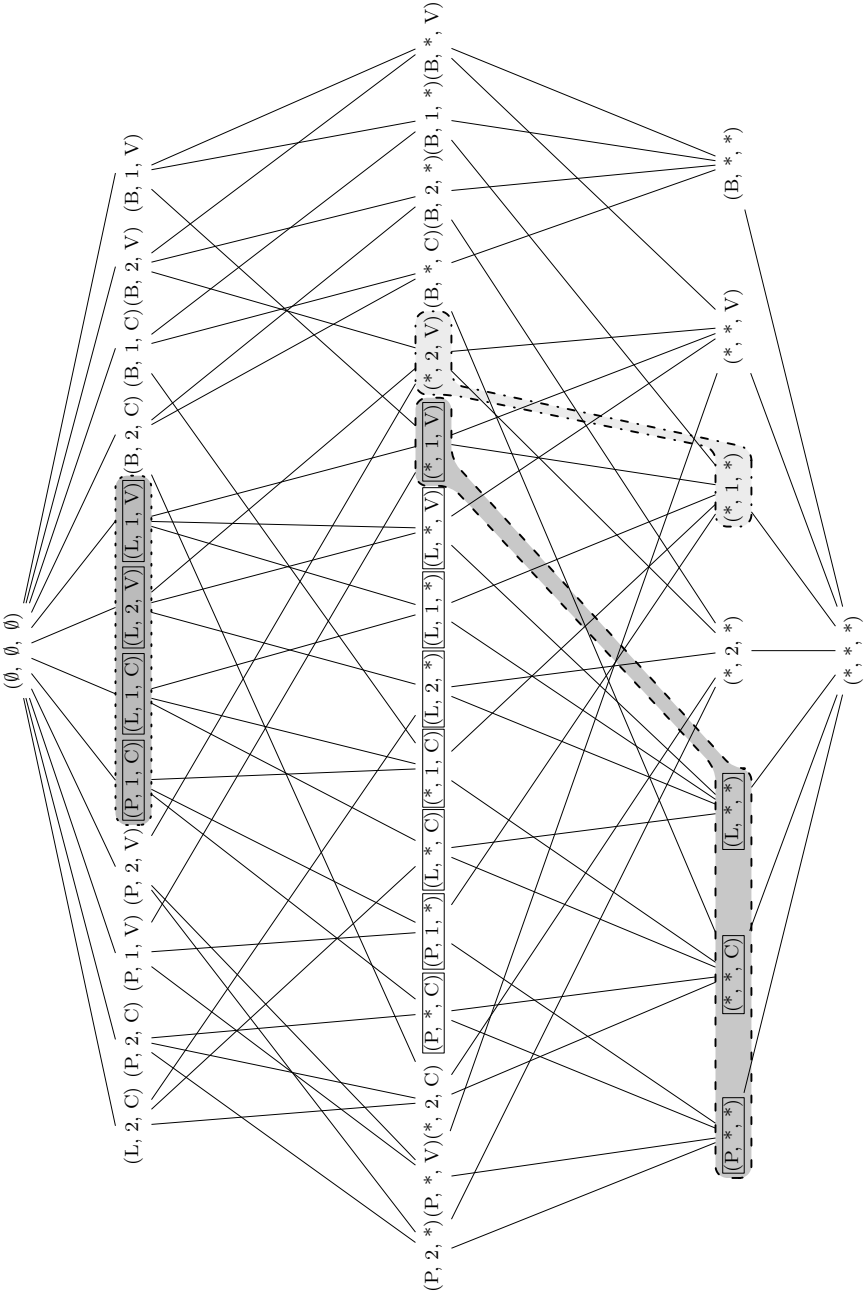 (∅, ∅, ∅)
(L, 2, C) (P, 2, C) (P, 1, V) (P, 2, V) (P, 1, C) (L, 1, C) (L, 2, V) (L, 1, V) (B, 2, C) (B, 1, C) (B, 2, V) (B, 1, V)
(P, 2, *) (P, *, V) (*, 2, C) (P, *, C) (P, 1, *) (L, *, C) (*, 1, C) (L, 2, *) (L, 1, *) (L, *, V) (*, 1, V) (*, 2, V) (B, *, C) (B, 2, *) (B, 1, *) (B, *, V)
(P, *, *) (*, *, C) (L, *, *) (*, 2, *) (*, 1, *) (*, *, V) (B, *, *)
(*, *, *)